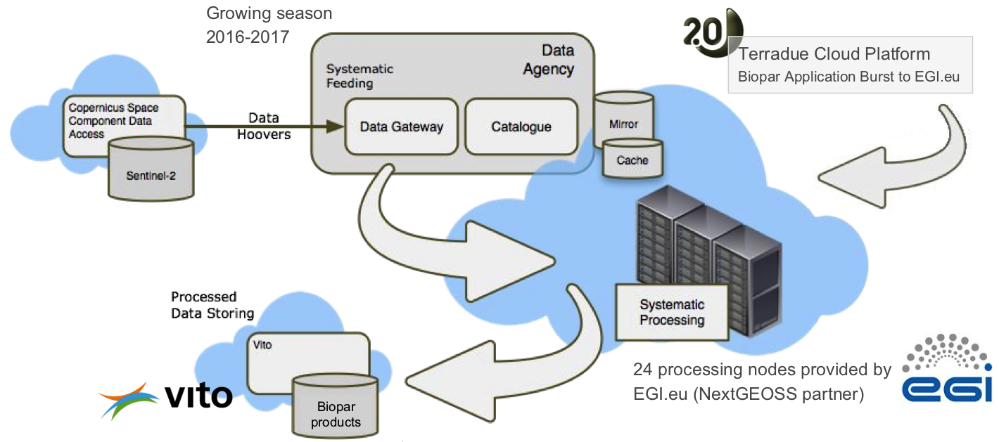 Growing season
2016-2017
2.0
Terradue Cloud Platform
Biopar Application Burst to EGI.eu
Data
Agency
Systematic
Feeding
Copernicus Space
Component Data
Access
Sentinel-2
Data
Hoovers
Data Gateway
Catalogue
Mirror
Cache
Systematic
Processing
Processed
Data Storing
Vito
Biopar
products
vito
24 processing nodes provided by
EGI.eu (NextGEOSS partner)
eGi